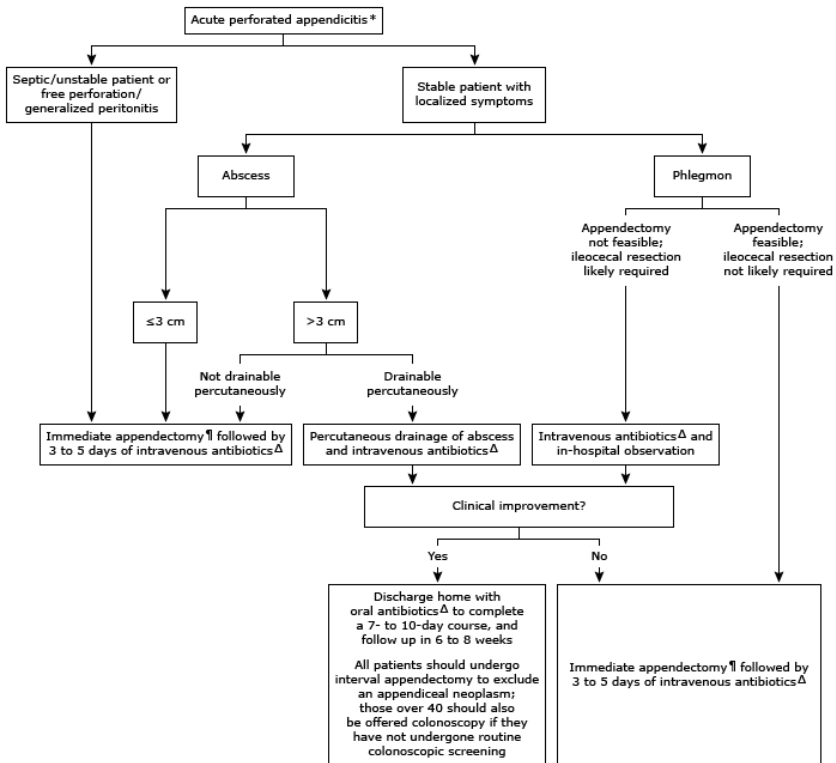 Acute perforated appendicitis*
Septic/unstable patient or
free perforation/
generalized peritonitis
Stable patient with
localized symptoms
Abscess
Phlegmon
Appendectomy
not feasible;
ileocecal resection
likely required
Appendectomy
feasible;
ileocecal resection
not likely required
≤3 cm
>3 cm
Not drainable
percutaneously
Drainable
percutaneously
Immediate appendectomy¶ followed by
3 to 5 days of intravenous antibioticsΔ
Percutaneous drainage of abscess
and intravenous antibioticsΔ
Intravenous antibioticsΔ and
in-hospital observation
Clinical improvement?
Yes
No
Discharge home with
oral antibioticsΔ to complete
a 7- to 10-day course, and
follow up in 6 to 8 weeks
All patients should undergo
interval appendectomy to exclude
an appendiceal neoplasm;
those over 40 should also
be offered colonoscopy if they
have not undergone routine
colonoscopic screening
Immediate appendectomy¶ followed by
3 to 5 days of intravenous antibioticsΔ